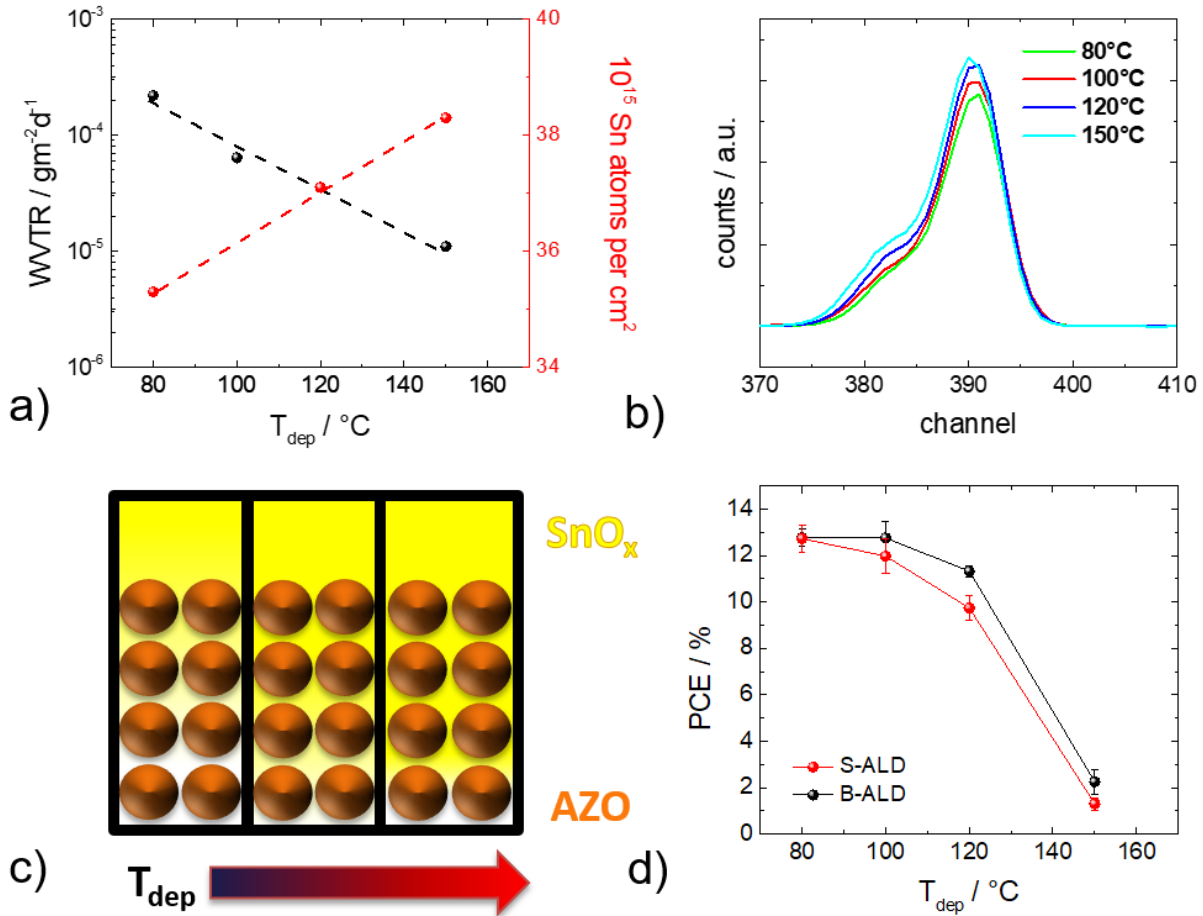 10⁻³
10⁻⁴
10⁻⁵
10⁻⁶
WVTR / gm⁻²d⁻¹
80 100 120 140 160
T_dep / °C
40
38
36
34
10¹⁵ Sn atoms per cm²
a)
80°C
100°C
120°C
150°C
counts / a.u.
370 380 390 400 410
channel
b)
SnOₓ
AZO
T_dep
c)
14
12
10
8
6
4
2
0
PCE / %
S-ALD
B-ALD
80 100 120 140 160
T_dep / °C
d)